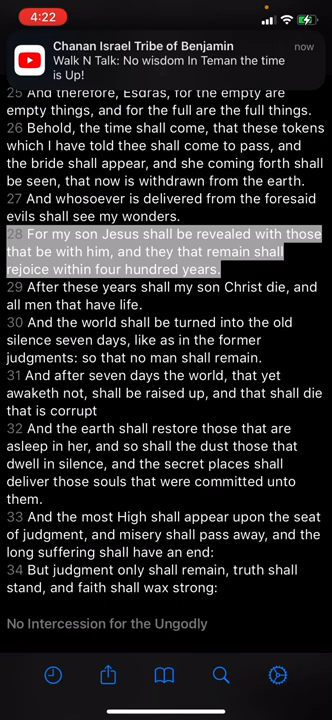 4:22
Chanan Israel Tribe of Benjamin
now
Walk N Talk: No wisdom In Teman the time
is Up!
25 And therefore, Esdras, for the empty are
empty things, and for the full are the full things.
26 Behold, the time shall come, that these tokens
which I have told thee shall come to pass, and
the bride shall appear, and she coming forth shall
be seen, that now is withdrawn from the earth.
27 And whosoever is delivered from the foresaid
evils shall see my wonders.
28 For my son Jesus shall be revealed with those
that be with him, and they that remain shall
rejoice within four hundred years.
29 After these years shall my son Christ die, and
all men that have life.
30 And the world shall be turned into the old
silence seven days, like as in the former
judgments: so that no man shall remain.
31 And after seven days the world, that yet
awaketh not, shall be raised up, and that shall die
that is corrupt
32 And the earth shall restore those that are
asleep in her, and so shall the dust those that
dwell in silence, and the secret places shall
deliver those souls that were committed unto
them.
33 And the most High shall appear upon the seat
of judgment, and misery shall pass away, and the
long suffering shall have an end:
34 But judgment only shall remain, truth shall
stand, and faith shall wax strong:
No Intercession for the Ungodly